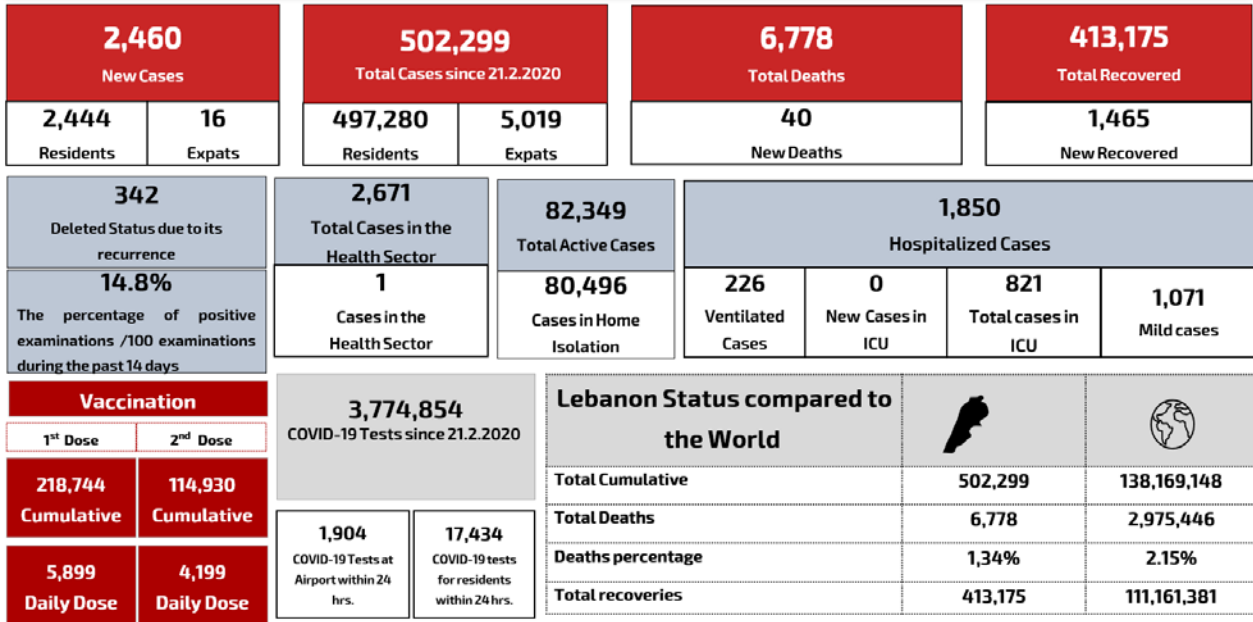 2,460
New Cases
2,444
Residents
16
Expats
502,299
Total Cases since 21.2.2020
497,280
Residents
5,019
Expats
6,778
Total Deaths
40
New Deaths
413,175
Total Recovered
1,465
New Recovered
342
Deleted Status due to its
recurrence
14.8%
The percentage of positive
examinations /100 examinations
during the past 14 days
2,671
Total Cases in the
Health Sector
1
Cases in the
Health Sector
82,349
Total Active Cases
80,496
Cases in Home
Isolation
1,850
Hospitalized Cases
226
Ventilated
Cases
0
New Cases in
ICU
821
Total cases in
ICU
1,071
Mild cases
Vaccination
1st Dose
2nd Dose
218,744
Cumulative
114,930
Cumulative
5,899
Daily Dose
4,199
Daily Dose
3,774,854
COVID-19 Tests since 21.2.2020
1,904
COVID-19 Tests at
Airport within 24
hrs.
17,434
COVID-19 tests
for residents
within 24 hrs.
Lebanon Status compared to
the World
Total Cumulative 502,299 138,169,148
Total Deaths 6,778 2,975,446
Deaths percentage 1,34% 2.15%
Total recoveries 413,175 111,161,381